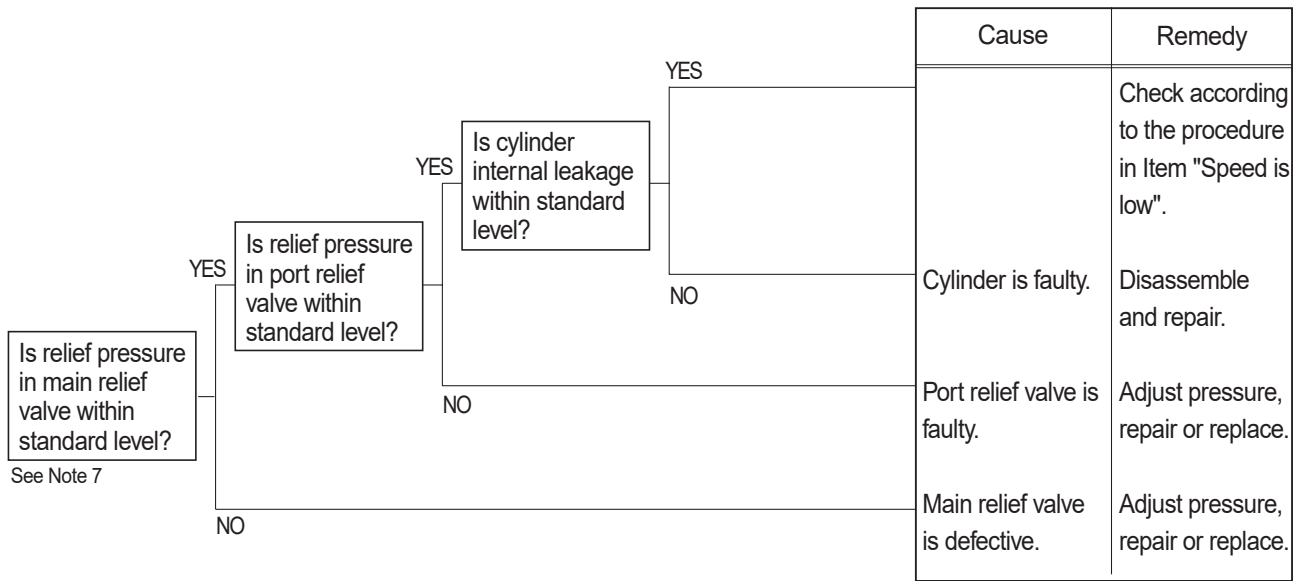 Cause
Remedy
YES
Check according
to the procedure
in Item "Speed is
low".
Is cylinder
internal leakage
within standard
level?
YES
NO
Cylinder is faulty.
Disassemble
and repair.
Is relief pressure
in port relief
valve within
standard level?
YES
NO
Port relief valve is
faulty.
Adjust pressure,
repair or replace.
Is relief pressure
in main relief
valve within
standard level?
See Note 7
NO
Main relief valve
is defective.
Adjust pressure,
repair or replace.